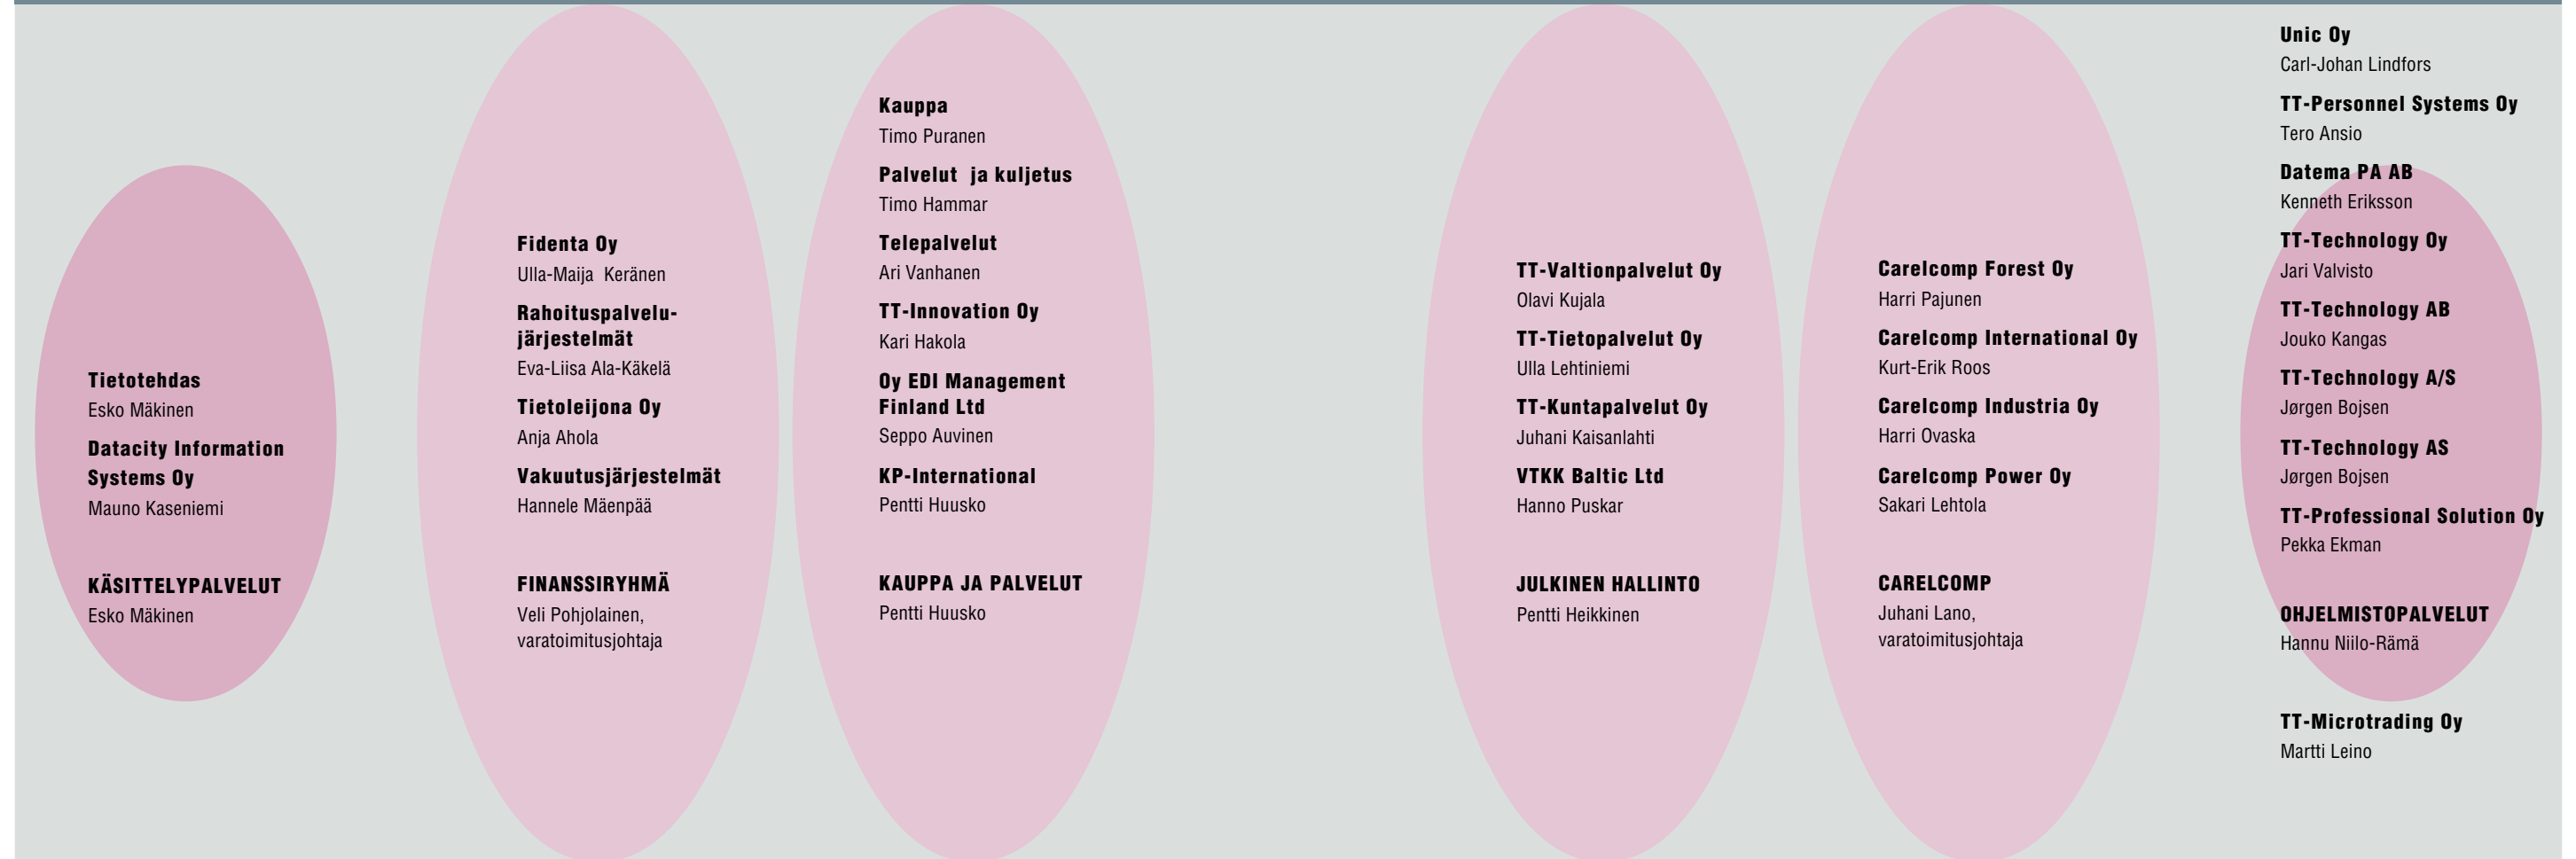 Tietotehdas
Esko Mäkinen
Datacity Information
Systems Oy
Mauno Kaseniemi
KÄSITTELYPALVELUT
Esko Mäkinen
Fidenta Oy
Ulla-Maija Keränen
Rahoituspalvelu-
järjestelmät
Eva-Liisa Ala-Käkelä
Tietoleijona Oy
Anja Ahola
Vakuutusjärjestelmät
Hannele Mäenpää
FINANSSIRYHMÄ
Veli Pohjolainen,
varatoimitusjohtaja
Kauppa
Timo Puranen
Palvelut ja kuljetus
Timo Hammar
Telepalvelut
Ari Vanhanen
TT-Innovation Oy
Kari Hakola
Oy EDI Management
Finland Ltd
Seppo Auvinen
KP-International
Pentti Huusko
KAUPPA JA PALVELUT
Pentti Huusko
TT-Valtionpalvelut Oy
Olavi Kujala
TT-Tietopalvelut Oy
Ulla Lehtiniemi
TT-Kuntapalvelut Oy
Juhani Kaisanlahti
VTKK Baltic Ltd
Hanno Puskar
JULKINEN HALLINTO
Pentti Heikkinen
Carelcomp Forest Oy
Harri Pajunen
Carelcomp International Oy
Kurt-Erik Roos
Carelcomp Industria Oy
Harri Ovaska
Carelcomp Power Oy
Sakari Lehtola
CARELCOMP
Juhani Lano,
varatoimitusjohtaja
Unic Oy
Carl-Johan Lindfors
TT-Personnel Systems Oy
Tero Ansio
Datema PA AB
Kenneth Eriksson
TT-Technology Oy
Jari Valvisto
TT-Technology AB
Jouko Kangas
TT-Technology A/S
Jørgen Bojsen
TT-Technology AS
Jørgen Bojsen
TT-Professional Solution Oy
Pekka Ekman
OHJELMISTOPALVELUT
Hannu Niilo-Rämä
TT-Microtrading Oy
Martti Leino